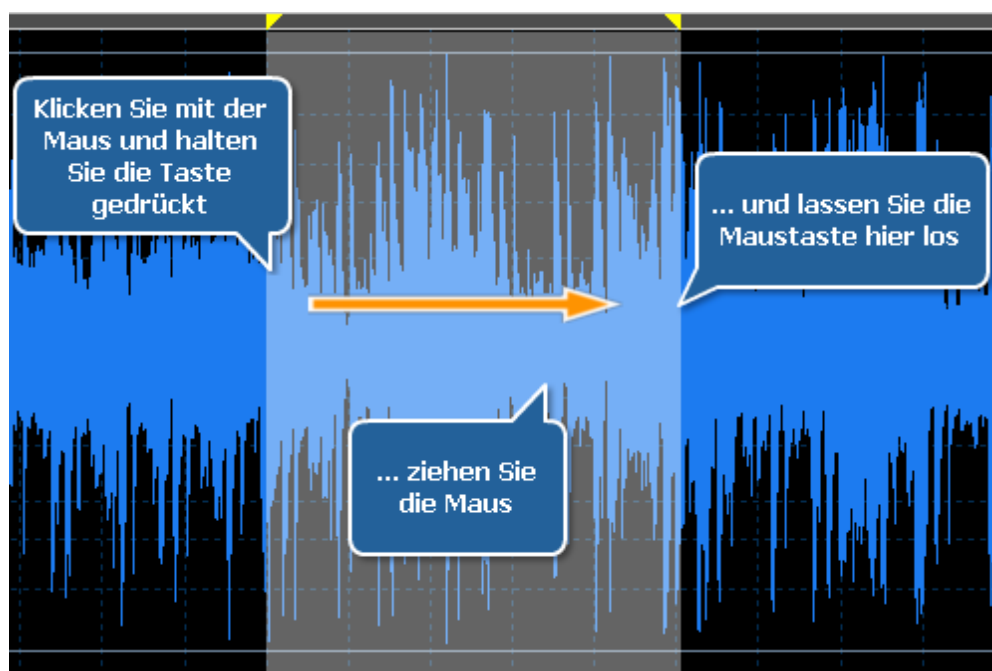 Klicken Sie mit der
Maus und halten
Sie die Taste
gedrückt
... ziehen Sie
die Maus
... und lassen Sie die
Maustaste hier los